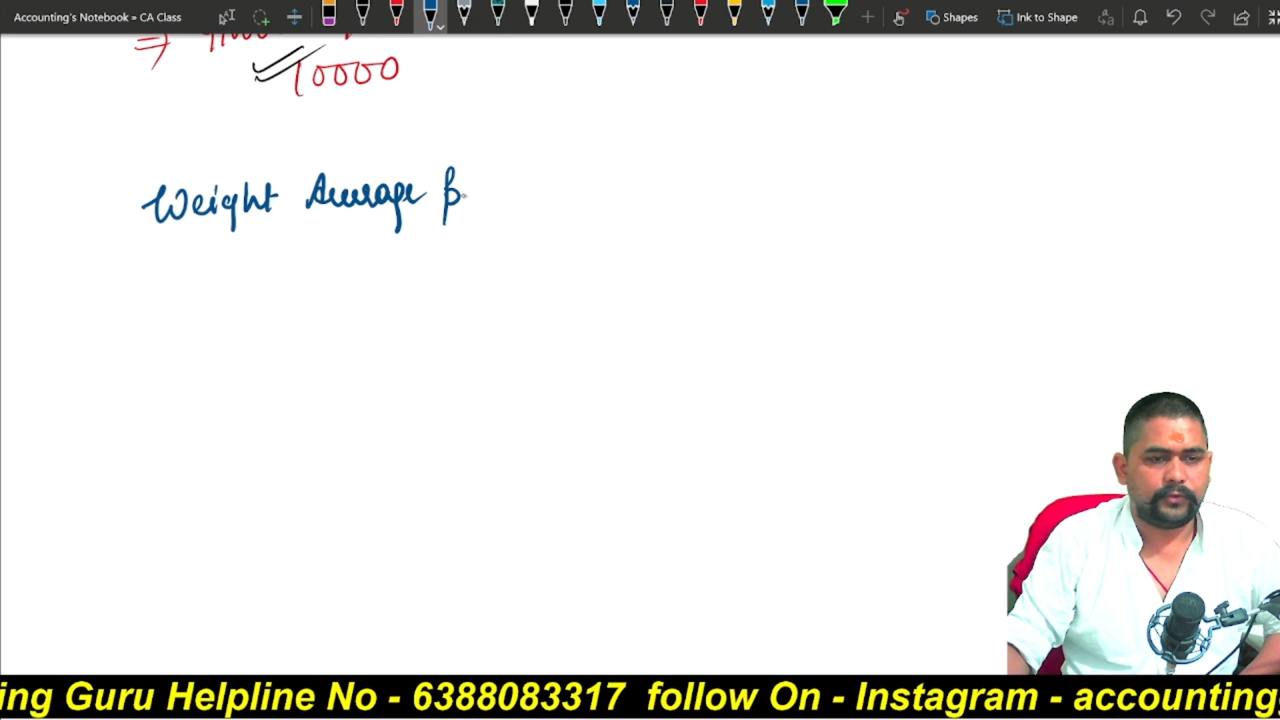 Accounting's Notebook » CA Class
Shapes
Ink to Shape
10000
Weight Average
ing Guru Helpline No - 6388083317 follow On - Instagram - accounting